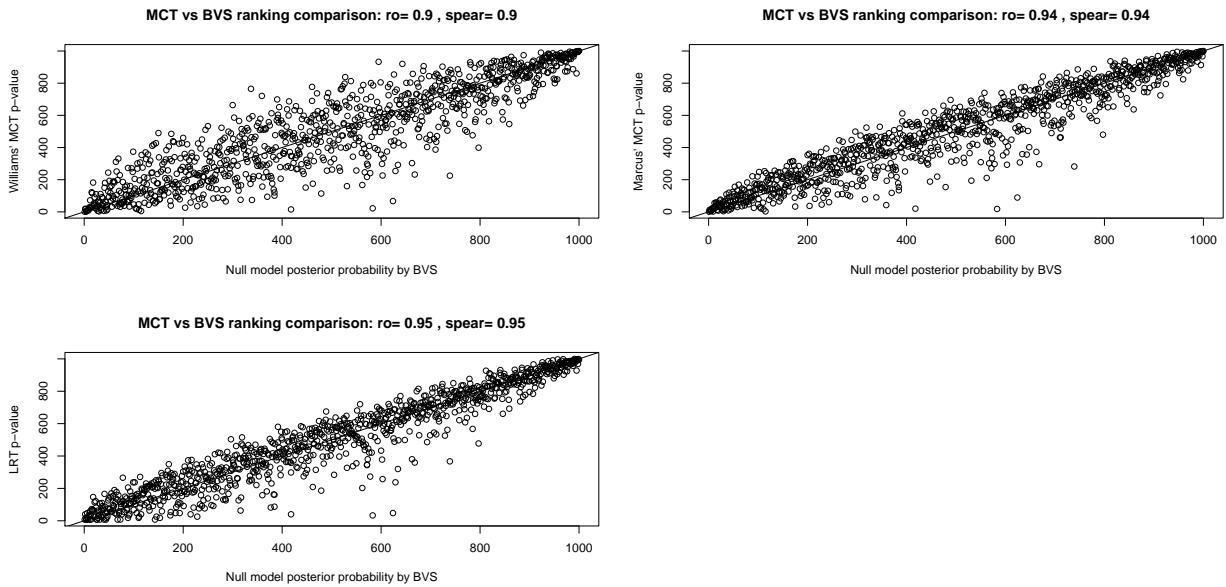 MCT vs BVS ranking comparison: ro= 0.9 , spear= 0.9
Williams' MCT p−value
800
600
400
200
0
0 200 400 600 800 1000
Null model posterior probability by BVS
MCT vs BVS ranking comparison: ro= 0.94 , spear= 0.94
Marcus' MCT p−value
800
600
400
200
0
0 200 400 600 800 1000
Null model posterior probability by BVS
MCT vs BVS ranking comparison: ro= 0.95 , spear= 0.95
LRT p−value
800
600
400
200
0
0 200 400 600 800 1000
Null model posterior probability by BVS